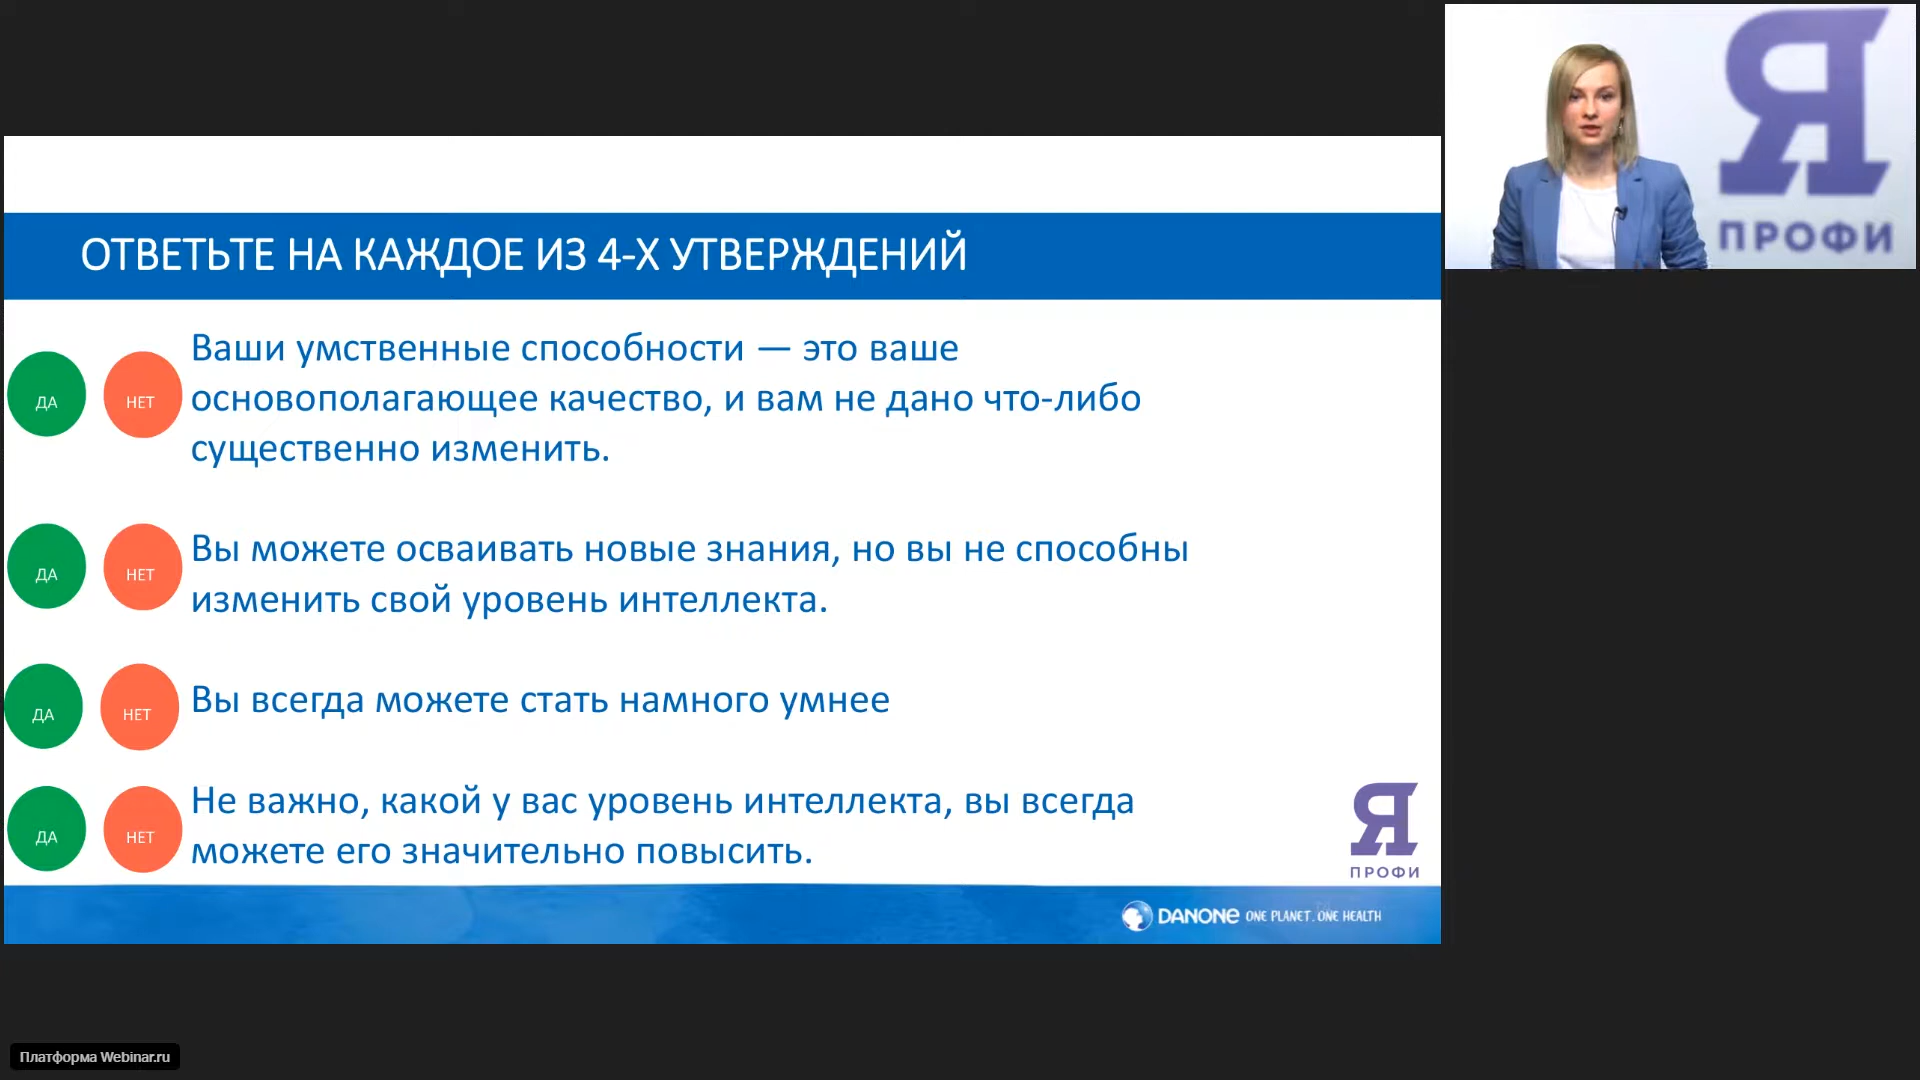 Я
ПРОФИ
ОТВЕТЬТЕ НА КАЖДОЕ ИЗ 4-Х УТВЕРЖДЕНИЙ
ДА
НЕТ
Ваши умственные способности — это ваше
основополагающее качество, и вам не дано что-либо
существенно изменить.
ДА
НЕТ
Вы можете осваивать новые знания, но вы не способны
изменить свой уровень интеллекта.
ДА
НЕТ
Вы всегда можете стать намного умнее
ДА
НЕТ
Не важно, какой у вас уровень интеллекта, вы всегда
можете его значительно повысить.
Я
ПРОФИ
DANONE ONE PLANET. ONE HEALTH
Платформа Webinar.ru